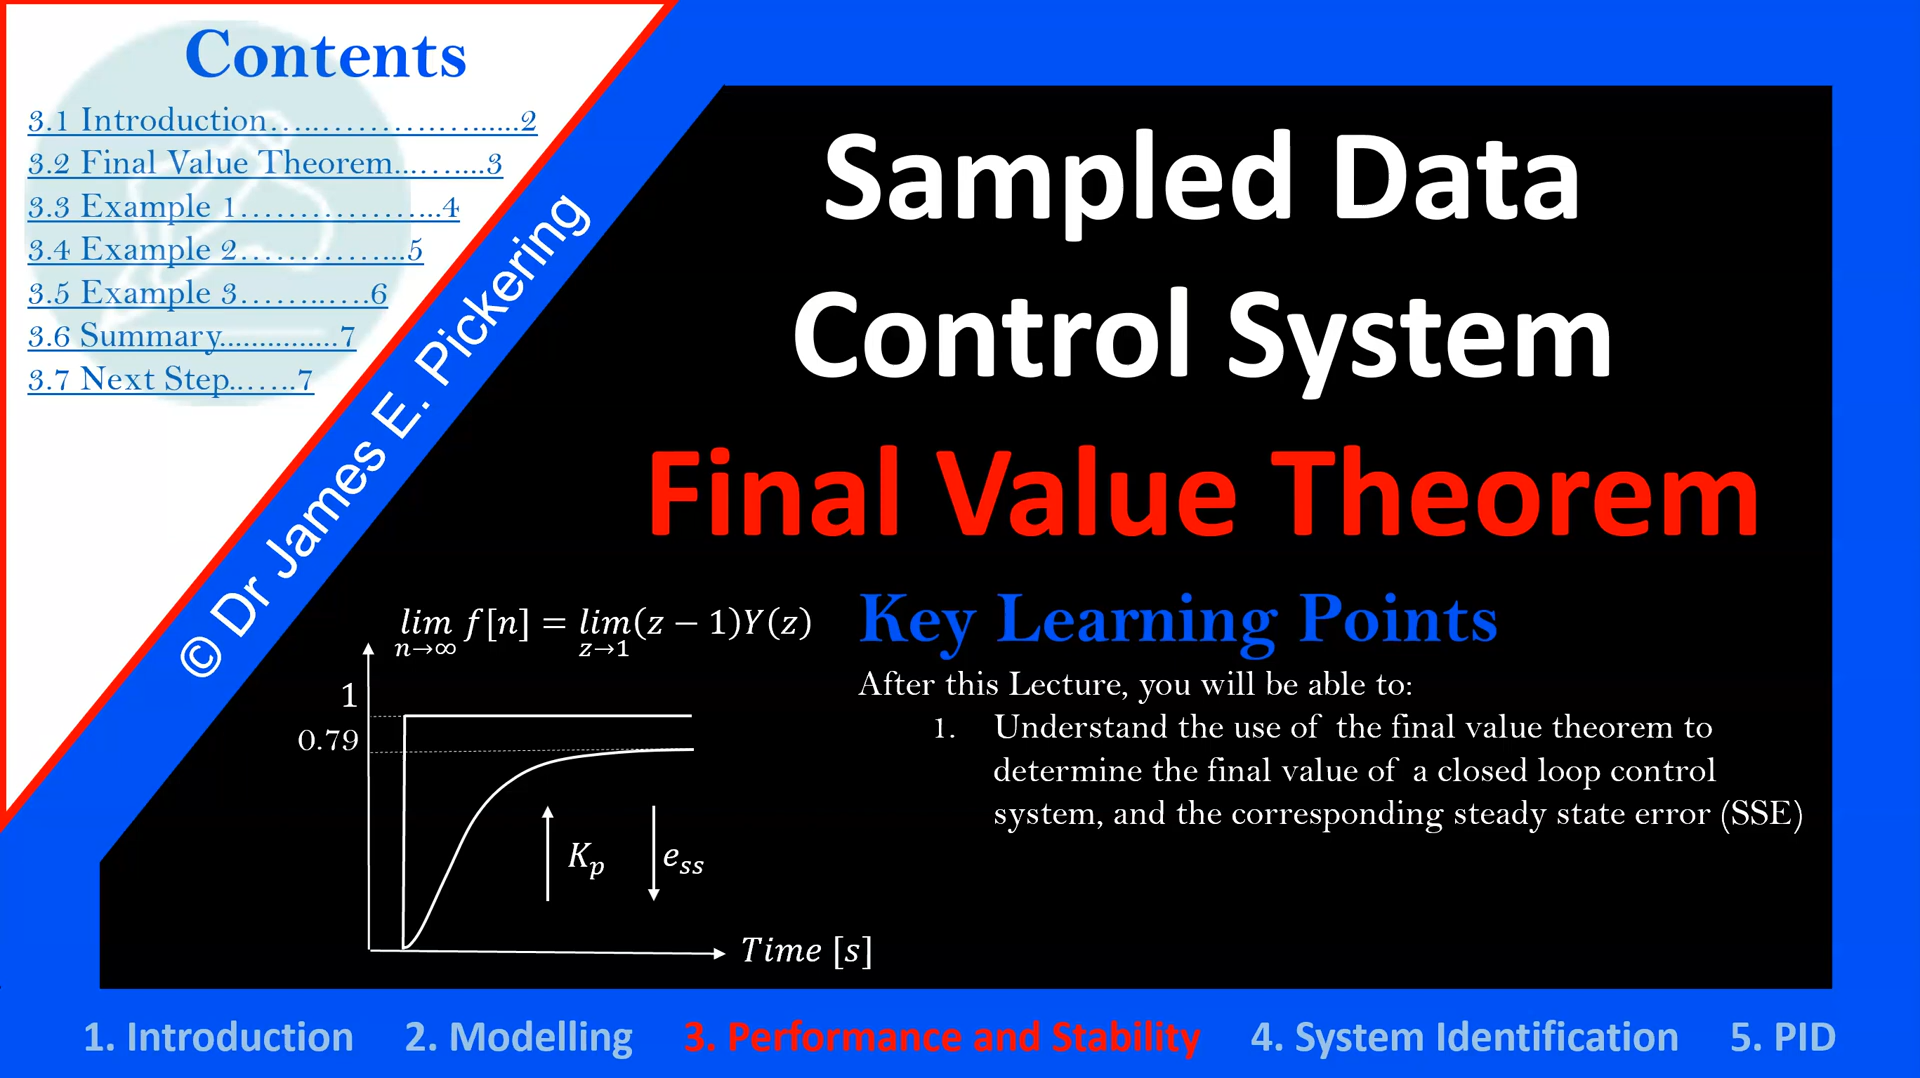 Contents
3.1 Introduction…..……….…......2
3.2 Final Value Theorem..…….…3
3.3 Example 1……………...4
3.4 Example 2…………...5
3.5 Example 3……..….6
3.6 Summary...............7
3.7 Next Step..…..7
© Dr James E. Pickering
Sampled Data
Control System
Final Value Theorem
lim f[n] = lim(z − 1)Y(z)
n→∞ z→1
1
0.79
Kp
ess
Time [s]
Key Learning Points
After this Lecture, you will be able to:
1. Understand the use of the final value theorem to
determine the final value of a closed loop control
system, and the corresponding steady state error (SSE)
1. Introduction 2. Modelling 3. Performance and Stability 4. System Identification 5. PID